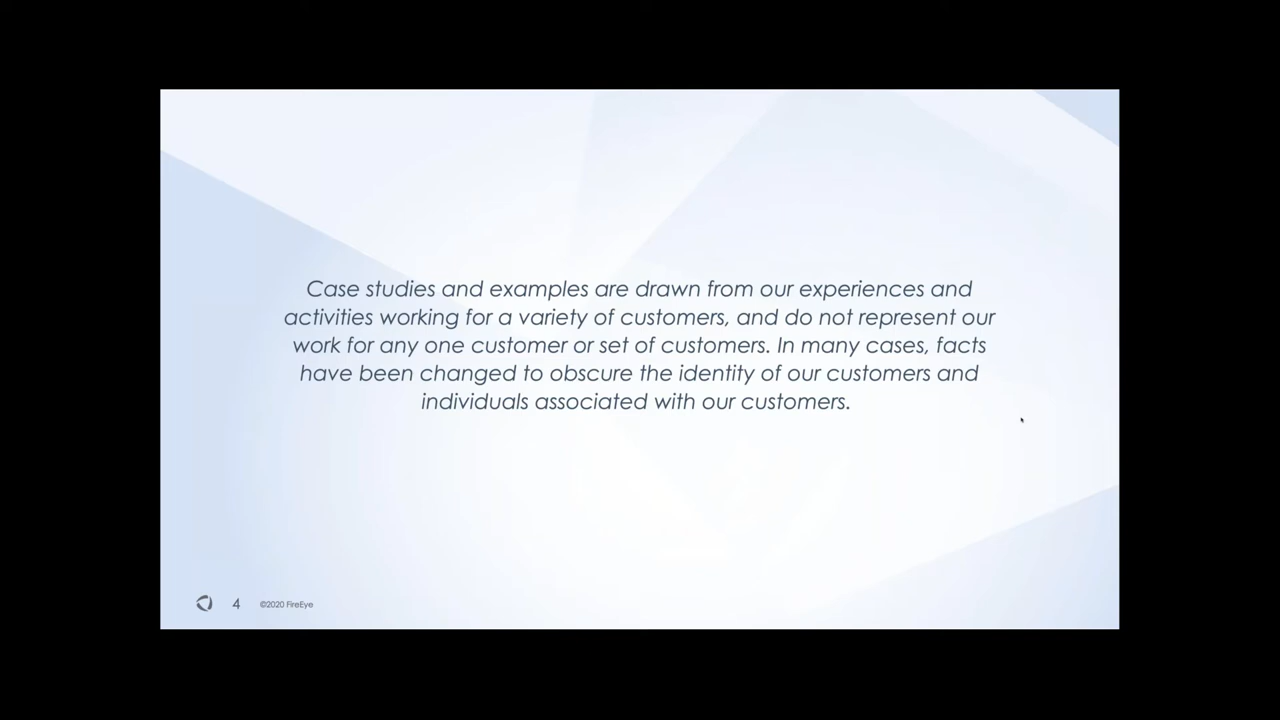 Case studies and examples are drawn from our experiences and
activities working for a variety of customers, and do not represent our
work for any one customer or set of customers. In many cases, facts
have been changed to obscure the identity of our customers and
individuals associated with our customers.
4 ©2020 FireEye